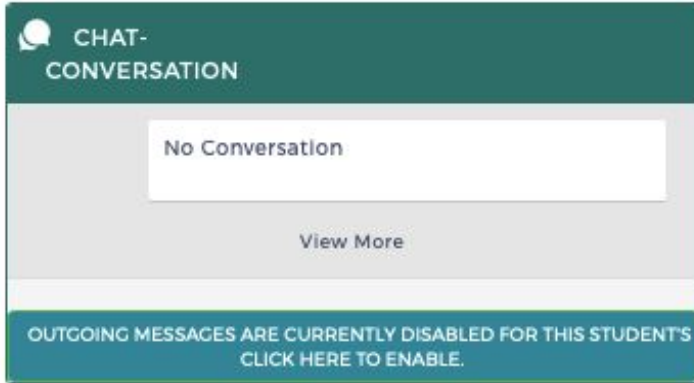 CHAT-
CONVERSATION
No Conversation
View More
OUTGOING MESSAGES ARE CURRENTLY DISABLED FOR THIS STUDENT'S
CLICK HERE TO ENABLE.